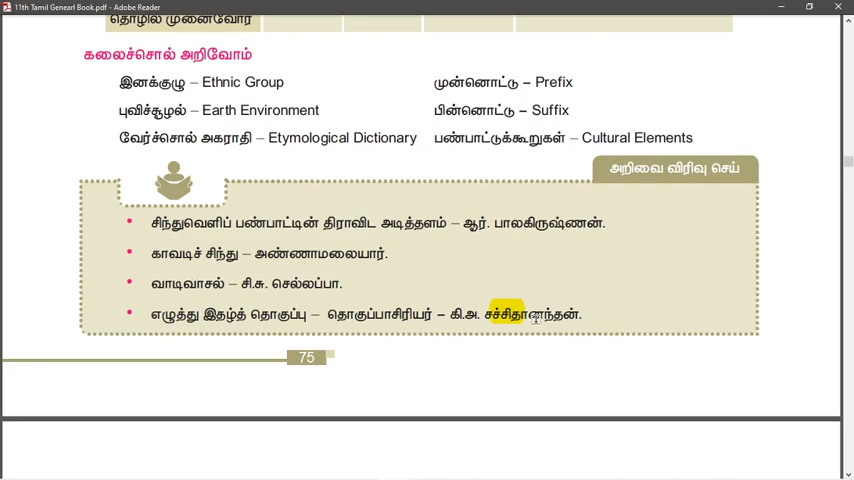 11th Tamil Genearl Book.pdf - Adobe Reader
தொழில் முனைவோர்
கலைச்சொல் அறிவோம்
இனக்குழு – Ethnic Group
முன்னொட்டு – Prefix
புவிச்சூழல் – Earth Environment
பின்னொட்டு – Suffix
வேர்ச்சொல் அகராதி – Etymological Dictionary
பண்பாட்டுக்கூறுகள் – Cultural Elements
அறிவை விரிவு செய்
• சிந்துவெளிப் பண்பாட்டின் திராவிட அடித்தளம் – ஆர். பாலகிருஷ்ணன்.
• காவடிச் சிந்து – அண்ணாமலையார்.
• வாடிவாசல் – சி.சு. செல்லப்பா.
• எழுத்து இதழ்த் தொகுப்பு – தொகுப்பாசிரியர் – கி.அ. சச்சிதானந்தன்.
75